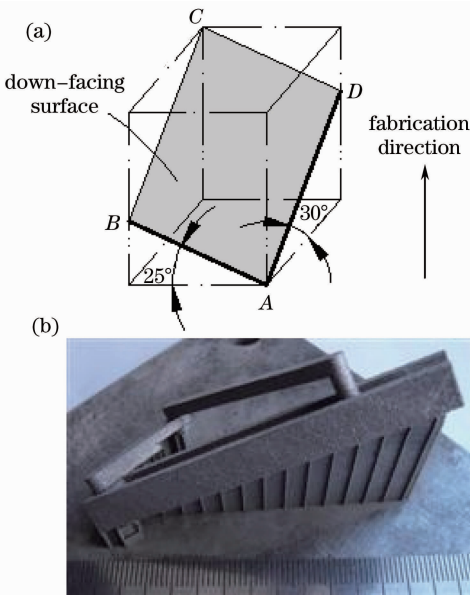 (a)
C
down–facing
surface
D
fabrication
direction
B
30°
25°
A
(b)